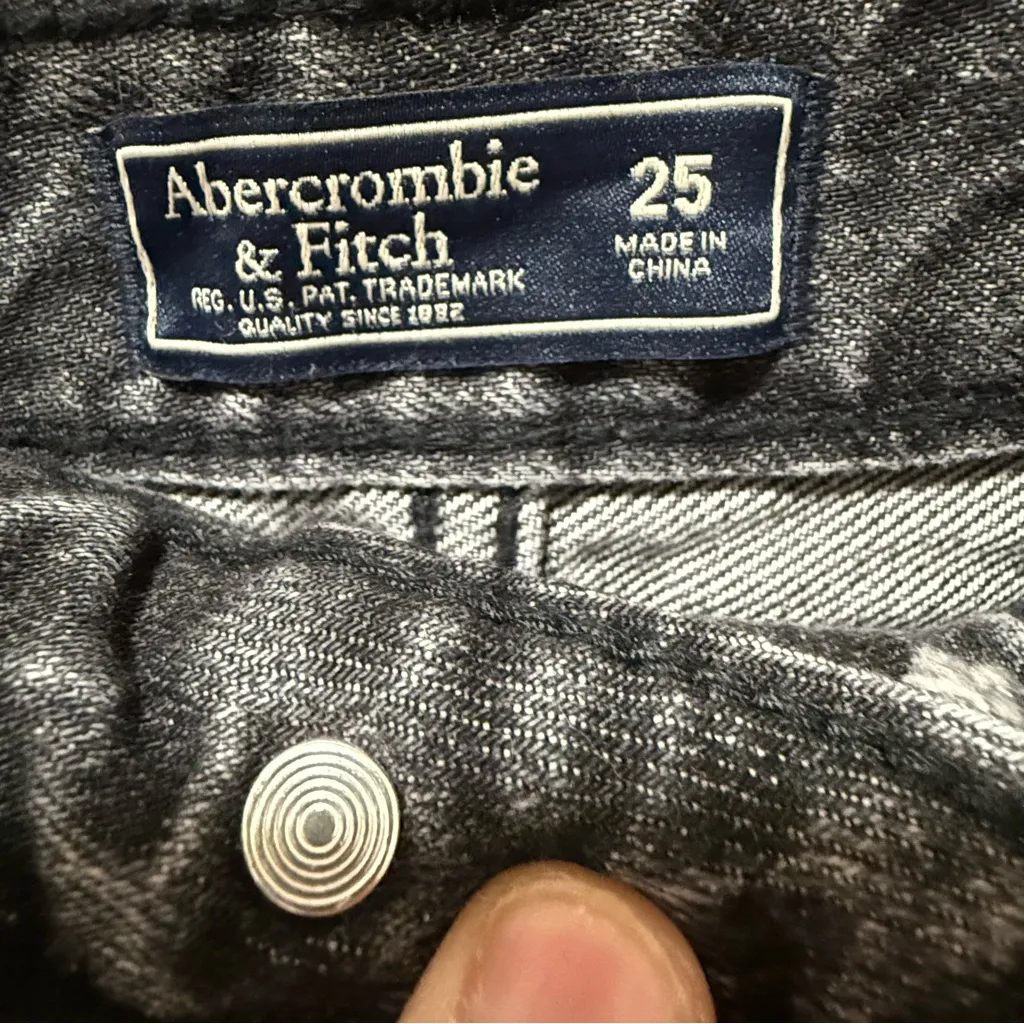 Abercrombie
& Fitch
REG. U.S. PAT. TRADEMARK
QUALITY SINCE 1892
25
MADE IN
CHINA